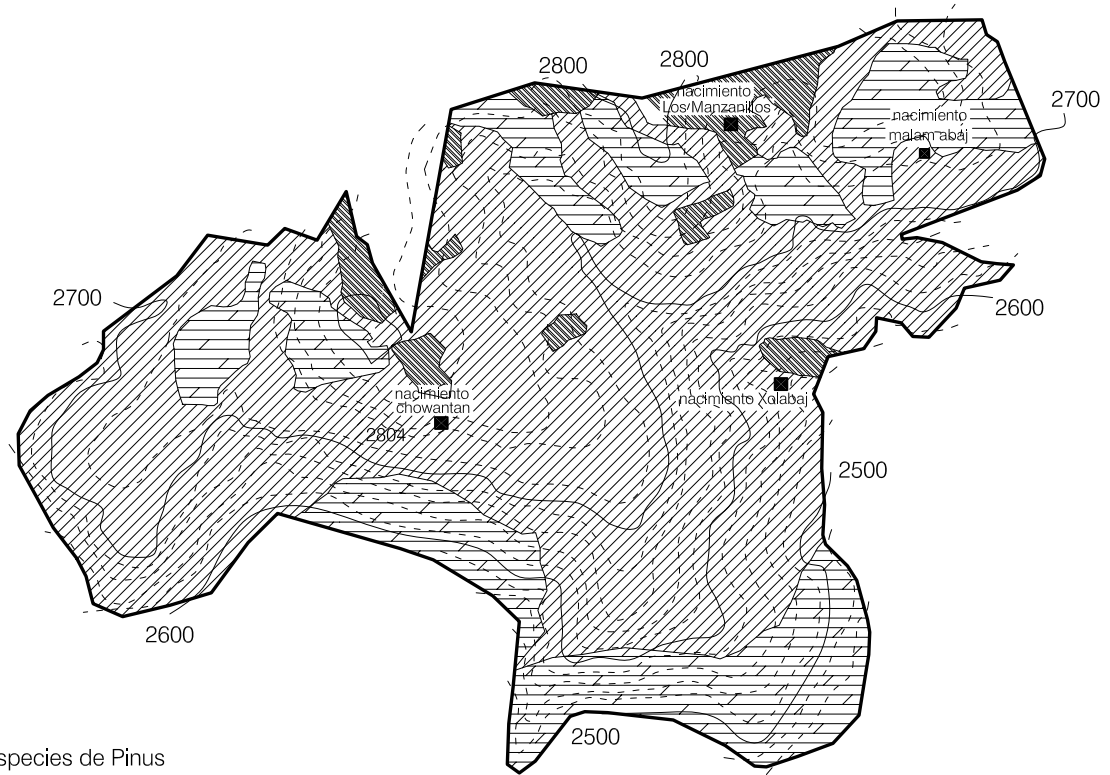 2800
2800
nacimiento
Los Manzanillos
2700
nacimiento
malam abaj
2700
2600
nacimiento
chowantan
nacimiento Xolabaj
2804
2500
2600
2500
species de Pinus